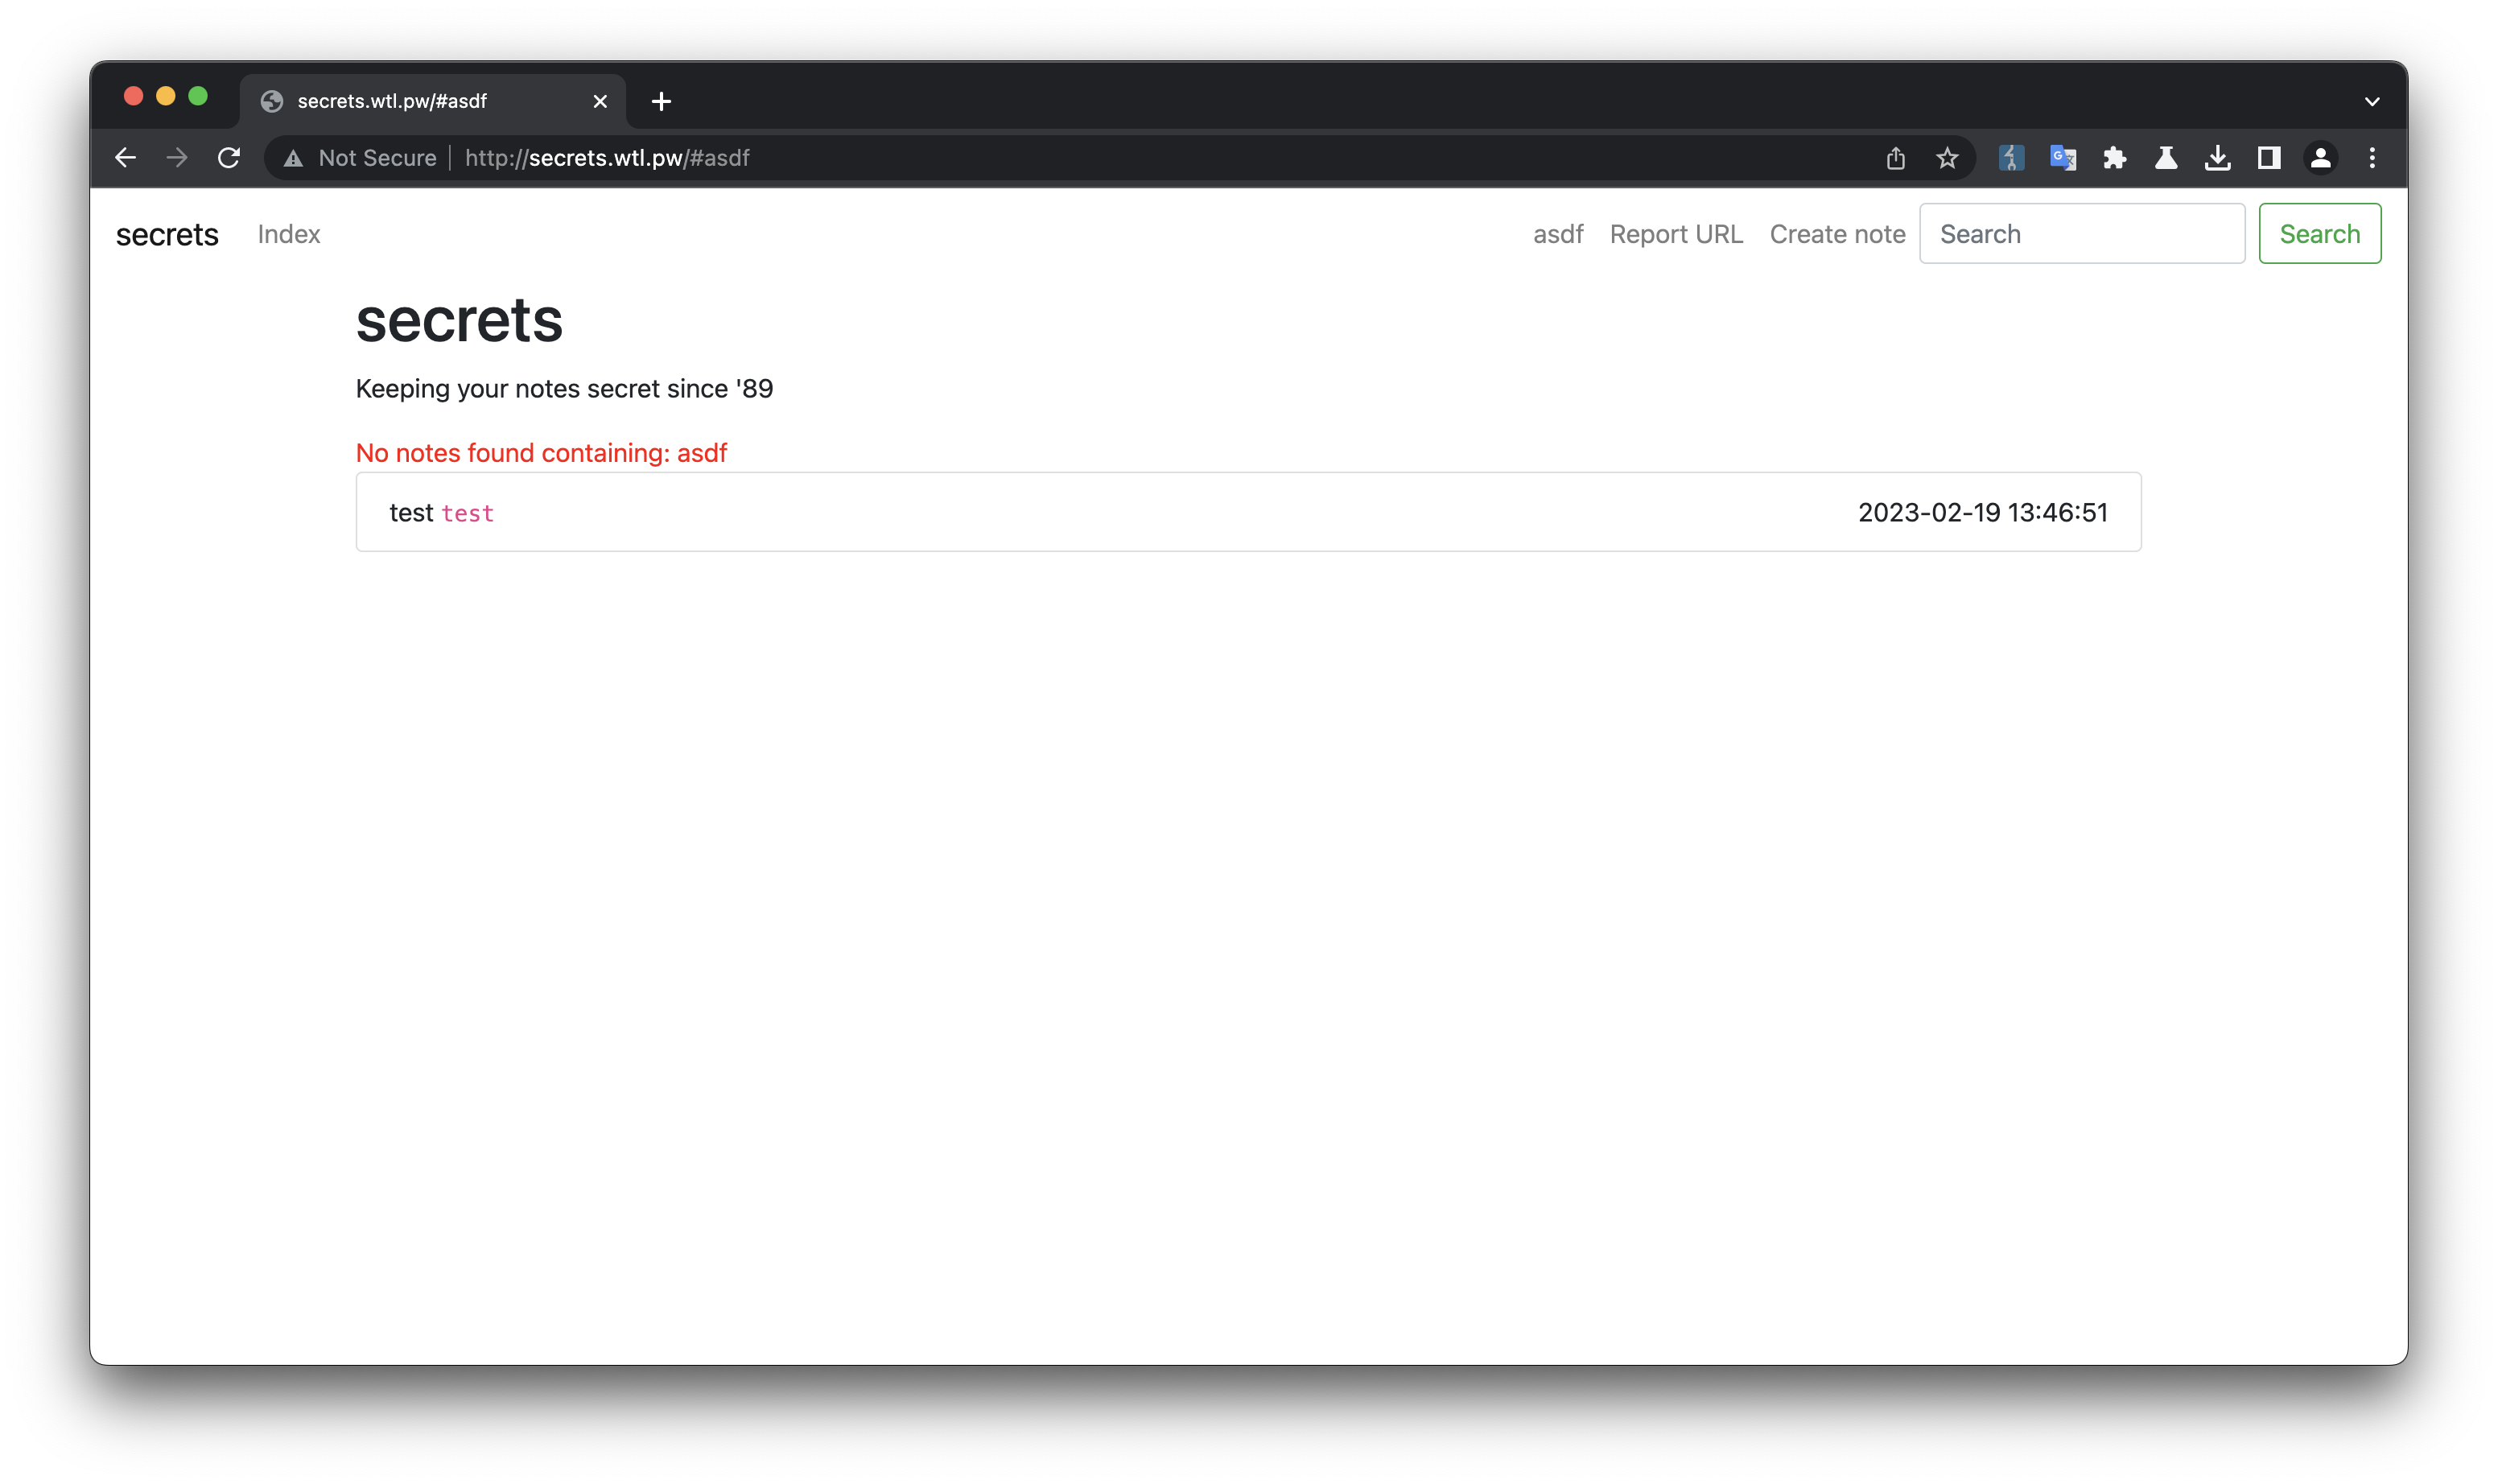 secrets.wtl.pw/#asdf
Not Secure http://secrets.wtl.pw/#asdf
secrets Index asdf Report URL Create note Search Search
secrets
Keeping your notes secret since '89
No notes found containing: asdf
test test 2023-02-19 13:46:51